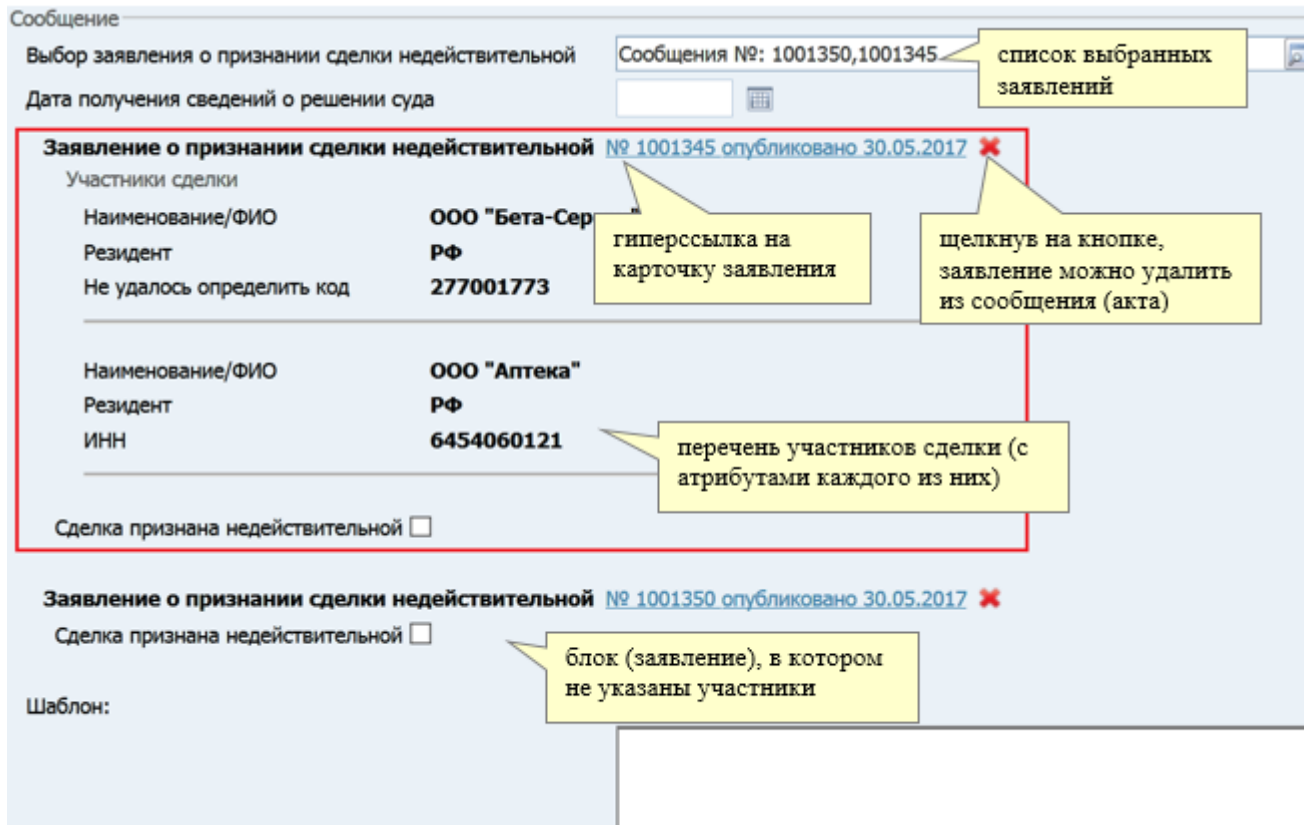 Сообщение
Выбор заявления о признании сделки недействительной
Сообщения №: 1001350,1001345
список выбранных
заявлений
Дата получения сведений о решении суда
Заявление о признании сделки недействительной № 1001345 опубликовано 30.05.2017
Участники сделки
Наименование/ФИО
ООО "Бета-Сер
Резидент
РФ
Не удалось определить код
277001773
гиперссылка на
карточку заявления
щелкнув на кнопке,
заявление можно удалить
из сообщения (акта)
Наименование/ФИО
ООО "Аптека"
Резидент
РФ
ИНН
6454060121
перечень участников сделки (с
атрибутами каждого из них)
Сделка признана недействительной
Заявление о признании сделки недействительной № 1001350 опубликовано 30.05.2017
Сделка признана недействительной
блок (заявление), в котором
не указаны участники
Шаблон: